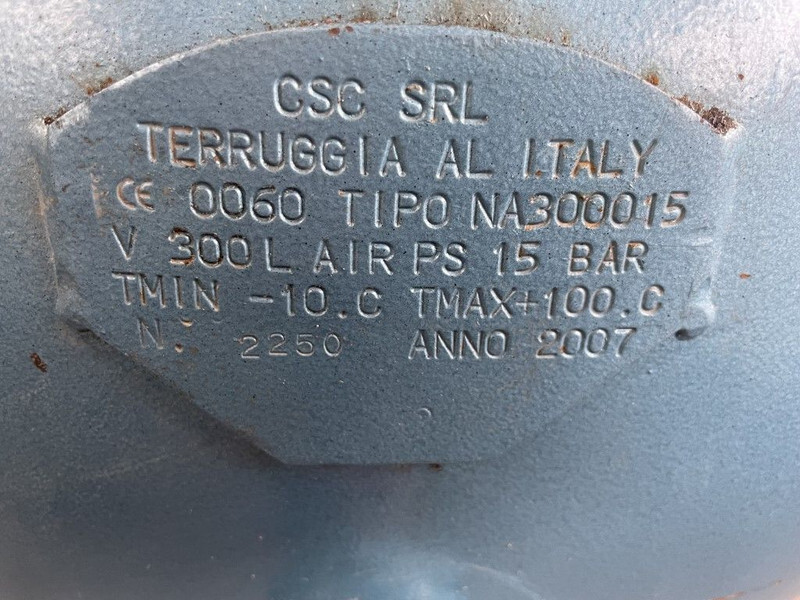 CSC SRL
TERRUGGIA AL ITALY
CE 0060 TIPO NA300015
V 300L AIR PS 15 BAR
TMIN -10.C TMAX+100.C
N. 2250 ANNO 2007